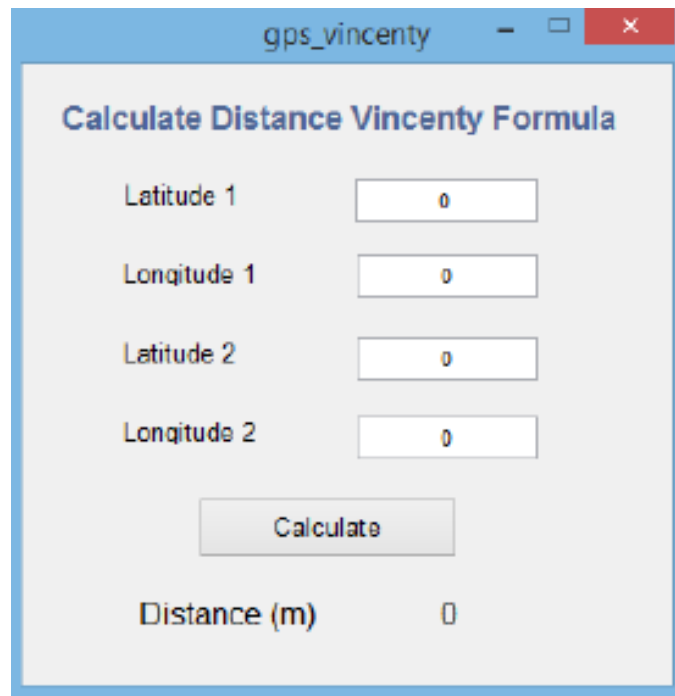 gps_vincenty
Calculate Distance Vincenty Formula
Latitude 1 0
Longitude 1 0
Latitude 2 0
Longitude 2 0
Calculate
Distance (m) 0